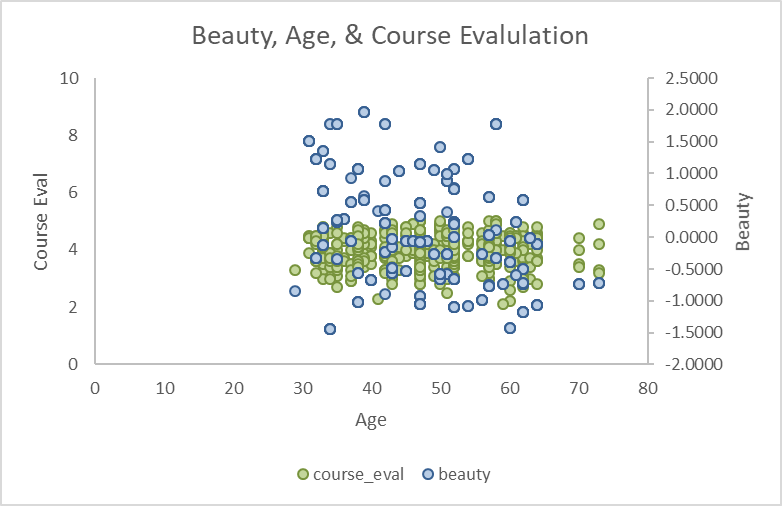 Beauty, Age, & Course Evalulation
10
8
6
4
2
0
Course Eval
2.5000
2.0000
1.5000
1.0000
0.5000
0.0000
-0.5000
-1.0000
-1.5000
-2.0000
Beauty
0 10 20 30 40 50 60 70 80
Age
course_eval beauty